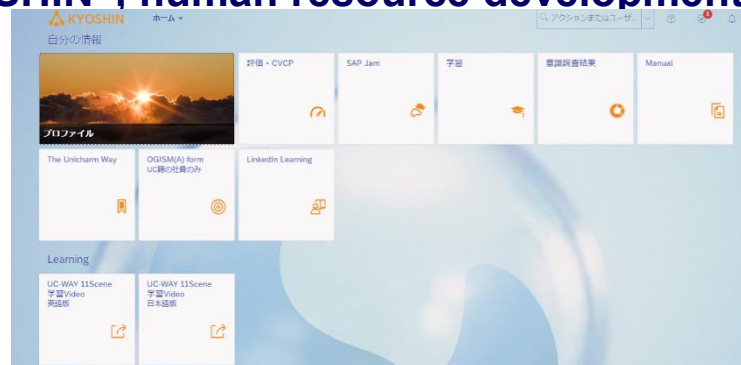 SHIN", human resource development
KYOSHIN
ホーム
アクションまたはユーザ...
3
自分の情報
プロファイル
評価・CVCP
SAP Jam
学習
意識調査結果
Manual
The Unicharm Way
OGISM(A) form
UC籍の社員のみ
LinkedIn Learning
Learning
UC-WAY 11Scene
学習Video
英語版
UC-WAY 11Scene
学習Video
日本語版